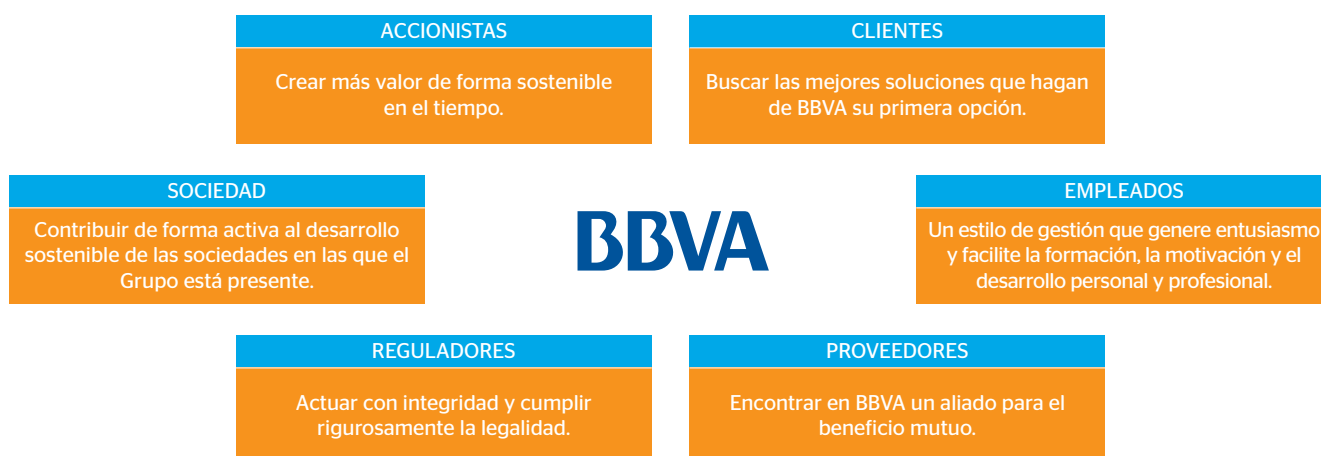 ACCIONISTAS
Crear más valor de forma sostenible
en el tiempo.
CLIENTES
Buscar las mejores soluciones que hagan
de BBVA su primera opción.
SOCIEDAD
Contribuir de forma activa al desarrollo
sostenible de las sociedades en las que el
Grupo está presente.
BBVA
EMPLEADOS
Un estilo de gestión que genere entusiasmo
y facilite la formación, la motivación y el
desarrollo personal y profesional.
REGULADORES
Actuar con integridad y cumplir
rigurosamente la legalidad.
PROVEEDORES
Encontrar en BBVA un aliado para el
beneficio mutuo.